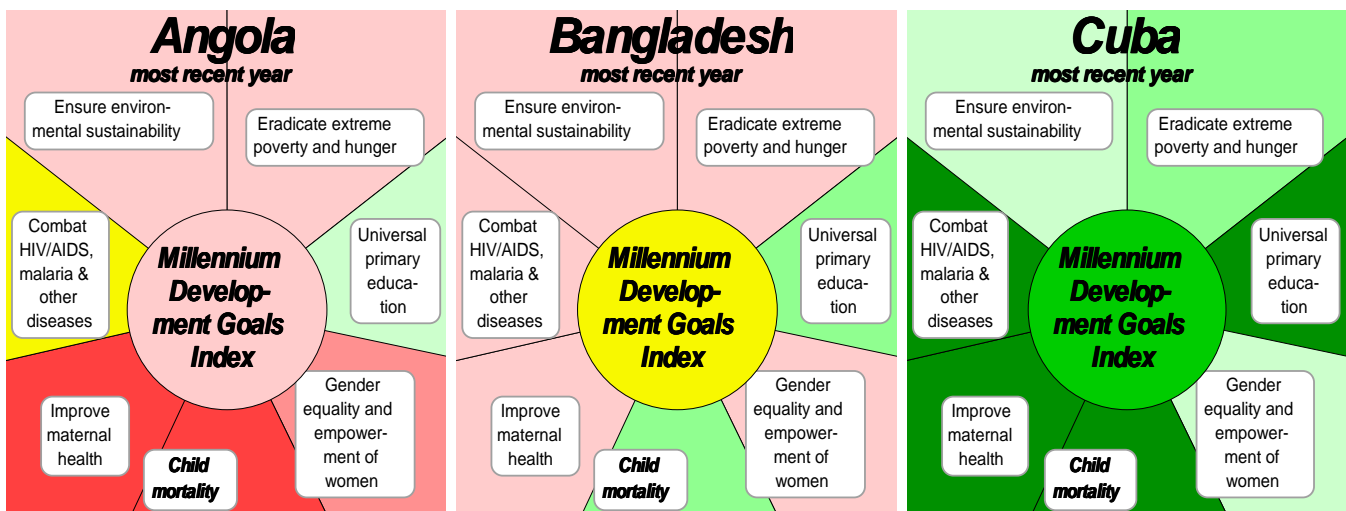 Angola
most recent year
Ensure environ-
mental sustainability
Eradicate extreme
poverty and hunger
Combat
HIV/AIDS,
malaria &
other
diseases
Millennium
Develop-
ment Goals
Index
Universal
primary
educa-
tion
Improve
maternal
health
Child
mortality
Gender
equality and
empower-
ment of
women
Bangladesh
most recent year
Ensure environ-
mental sustainability
Eradicate extreme
poverty and hunger
Combat
HIV/AIDS,
malaria &
other
diseases
Millennium
Develop-
ment Goals
Index
Universal
primary
educa-
tion
Improve
maternal
health
Child
mortality
Gender
equality and
empower-
ment of
women
Cuba
most recent year
Ensure environ-
mental sustainability
Eradicate extreme
poverty and hunger
Combat
HIV/AIDS,
malaria &
other
diseases
Millennium
Develop-
ment Goals
Index
Universal
primary
educa-
tion
Improve
maternal
health
Child
mortality
Gender
equality and
empower-
ment of
women